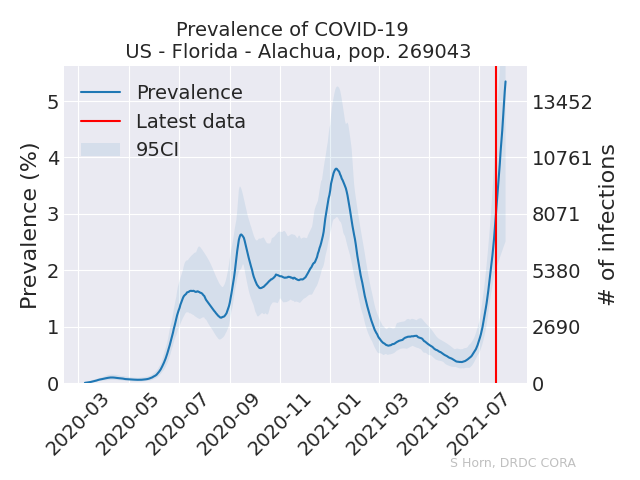 Prevalence of COVID-19
US - Florida - Alachua, pop. 269043
Prevalence (%)
5
4
3
2
1
0
Prevalence
Latest data
95CI
13452
10761
8071
5380
2690
0
# of infections
2020-03
2020-05
2020-07
2020-09
2020-11
2021-01
2021-03
2021-05
2021-07
S Horn, DRDC CORA